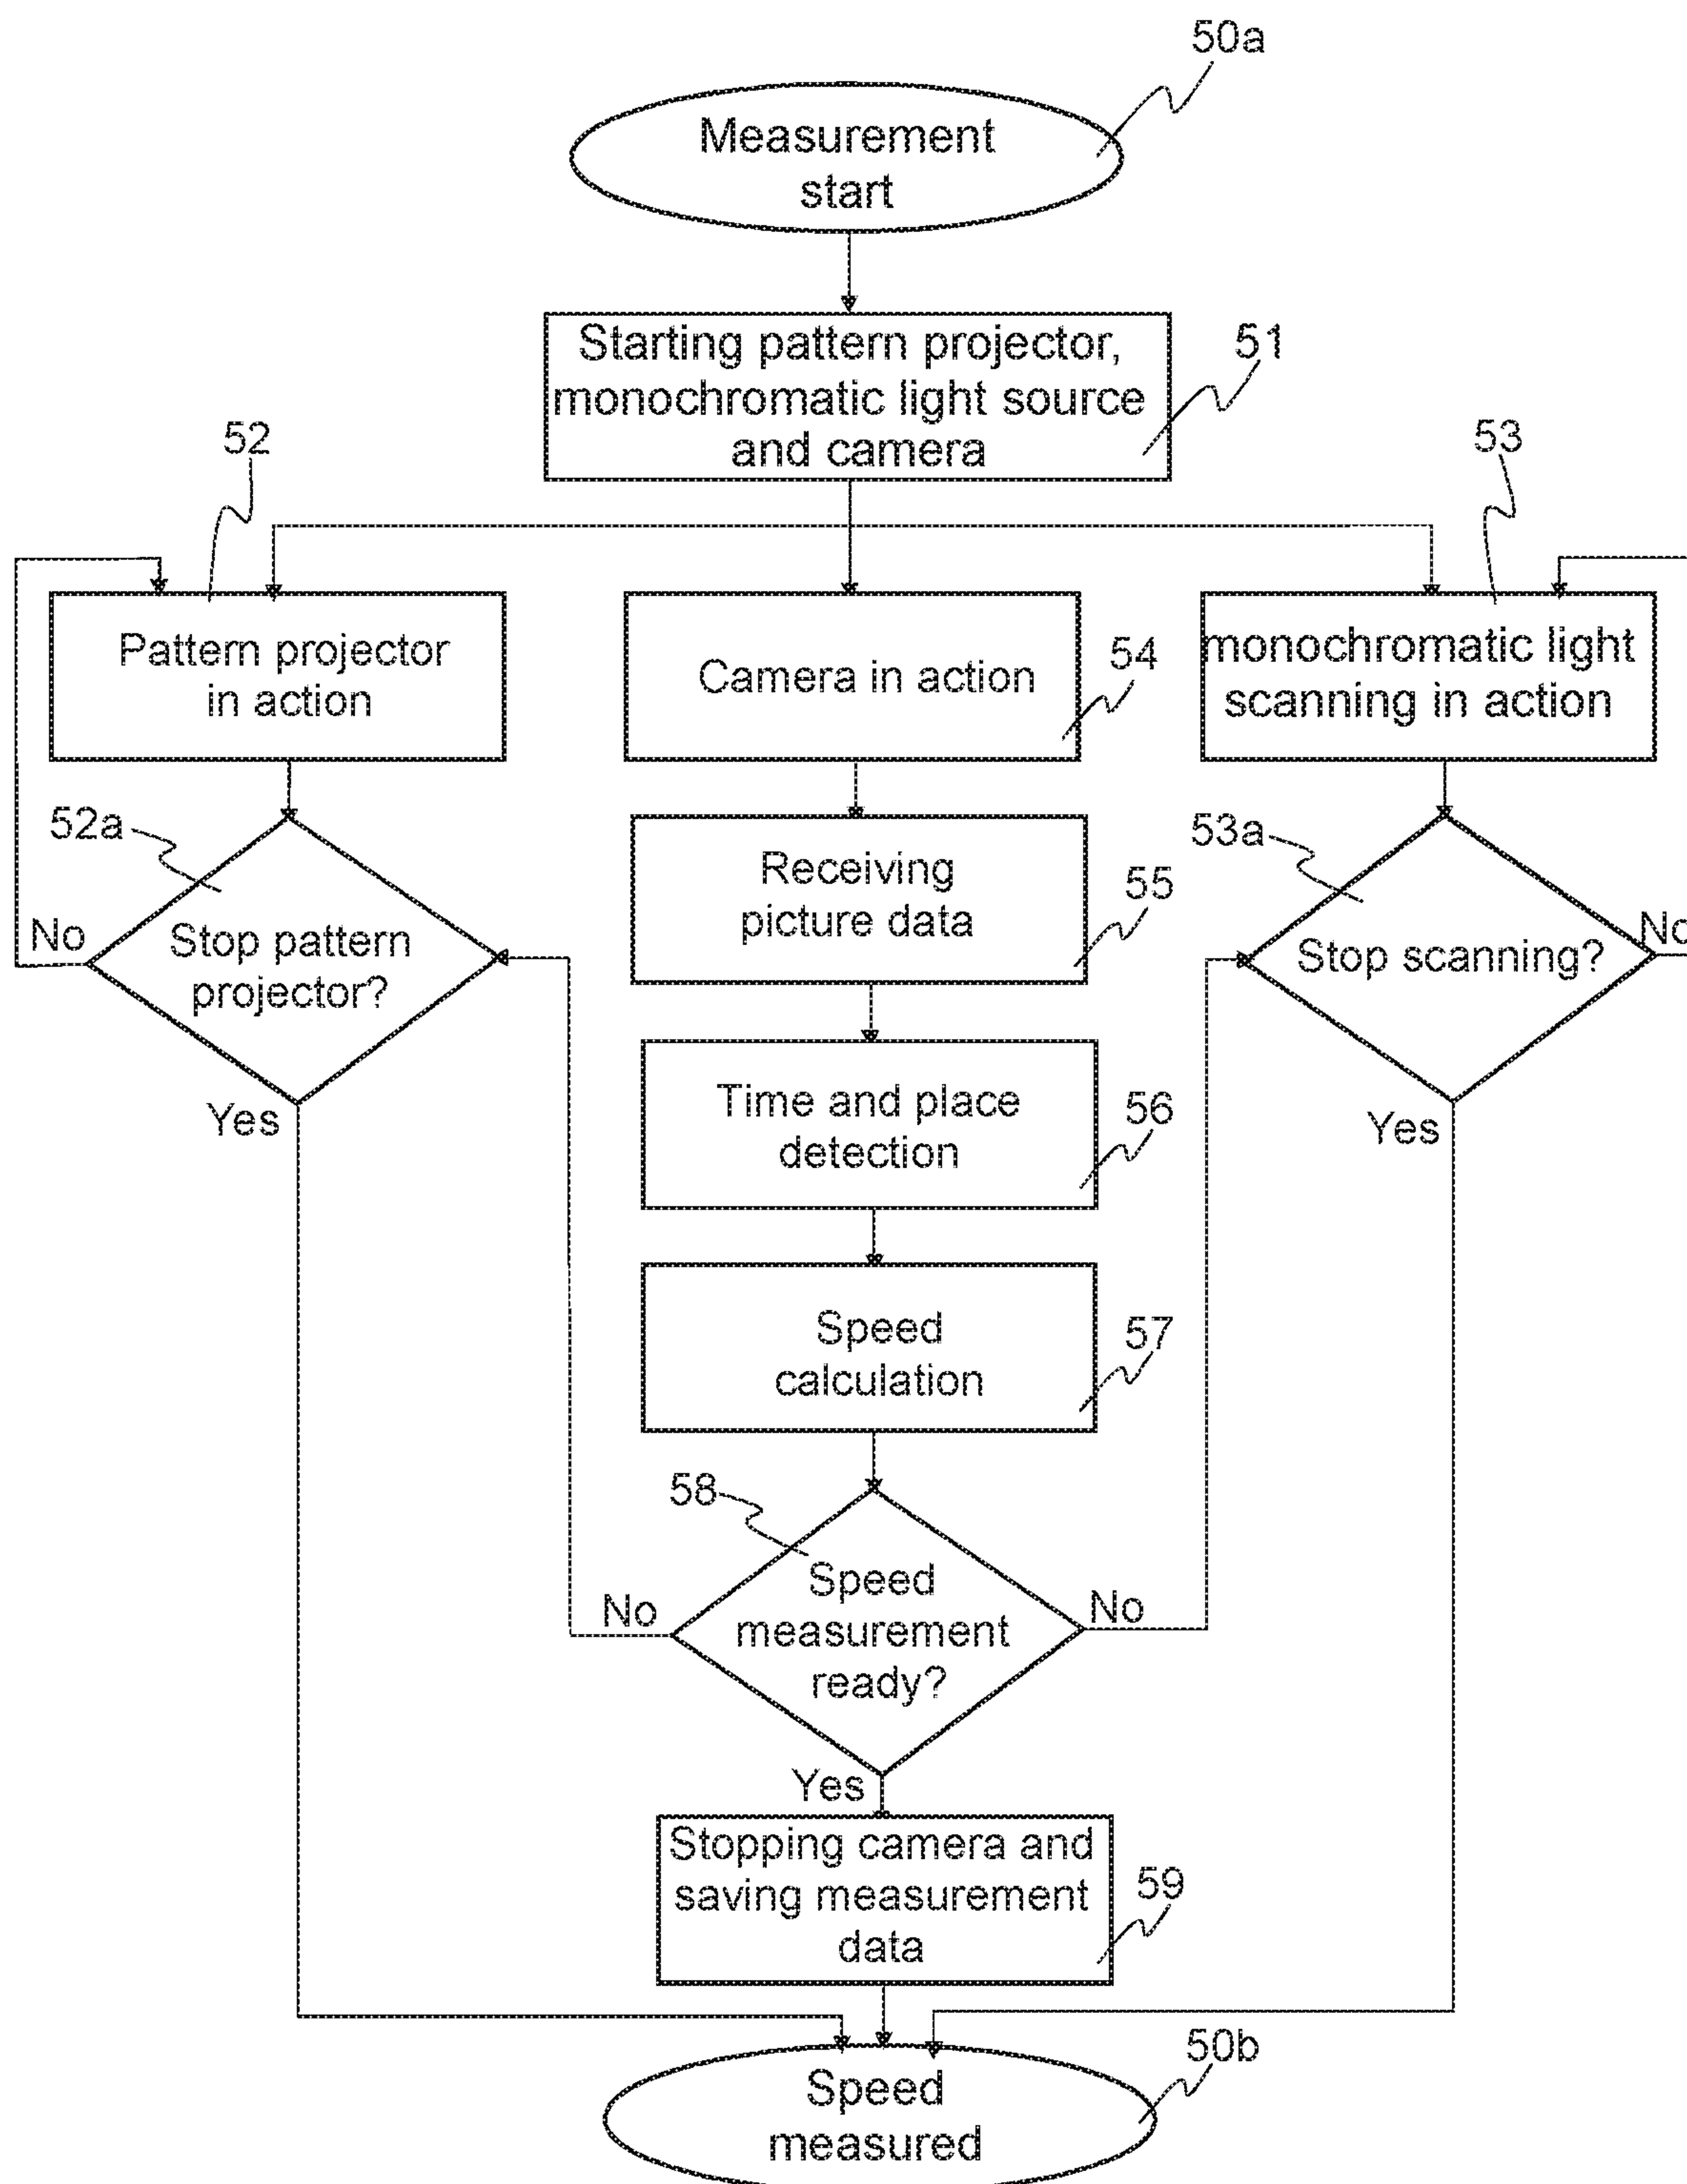 50a
Measurement
start
Starting pattern projector,
monochromatic light source
and camera
51
52
53
Pattern projector
in action
Camera in action
54
monochromatic light
scanning in action
52a
Stop pattern
projector?
No
Yes
Receiving
picture data
55
53a
Stop scanning?
No
Yes
Time and place
detection
56
Speed
calculation
57
58
Speed
measurement
ready?
No
No
Yes
Stopping camera and
saving measurement
data
59
50b
Speed
measured